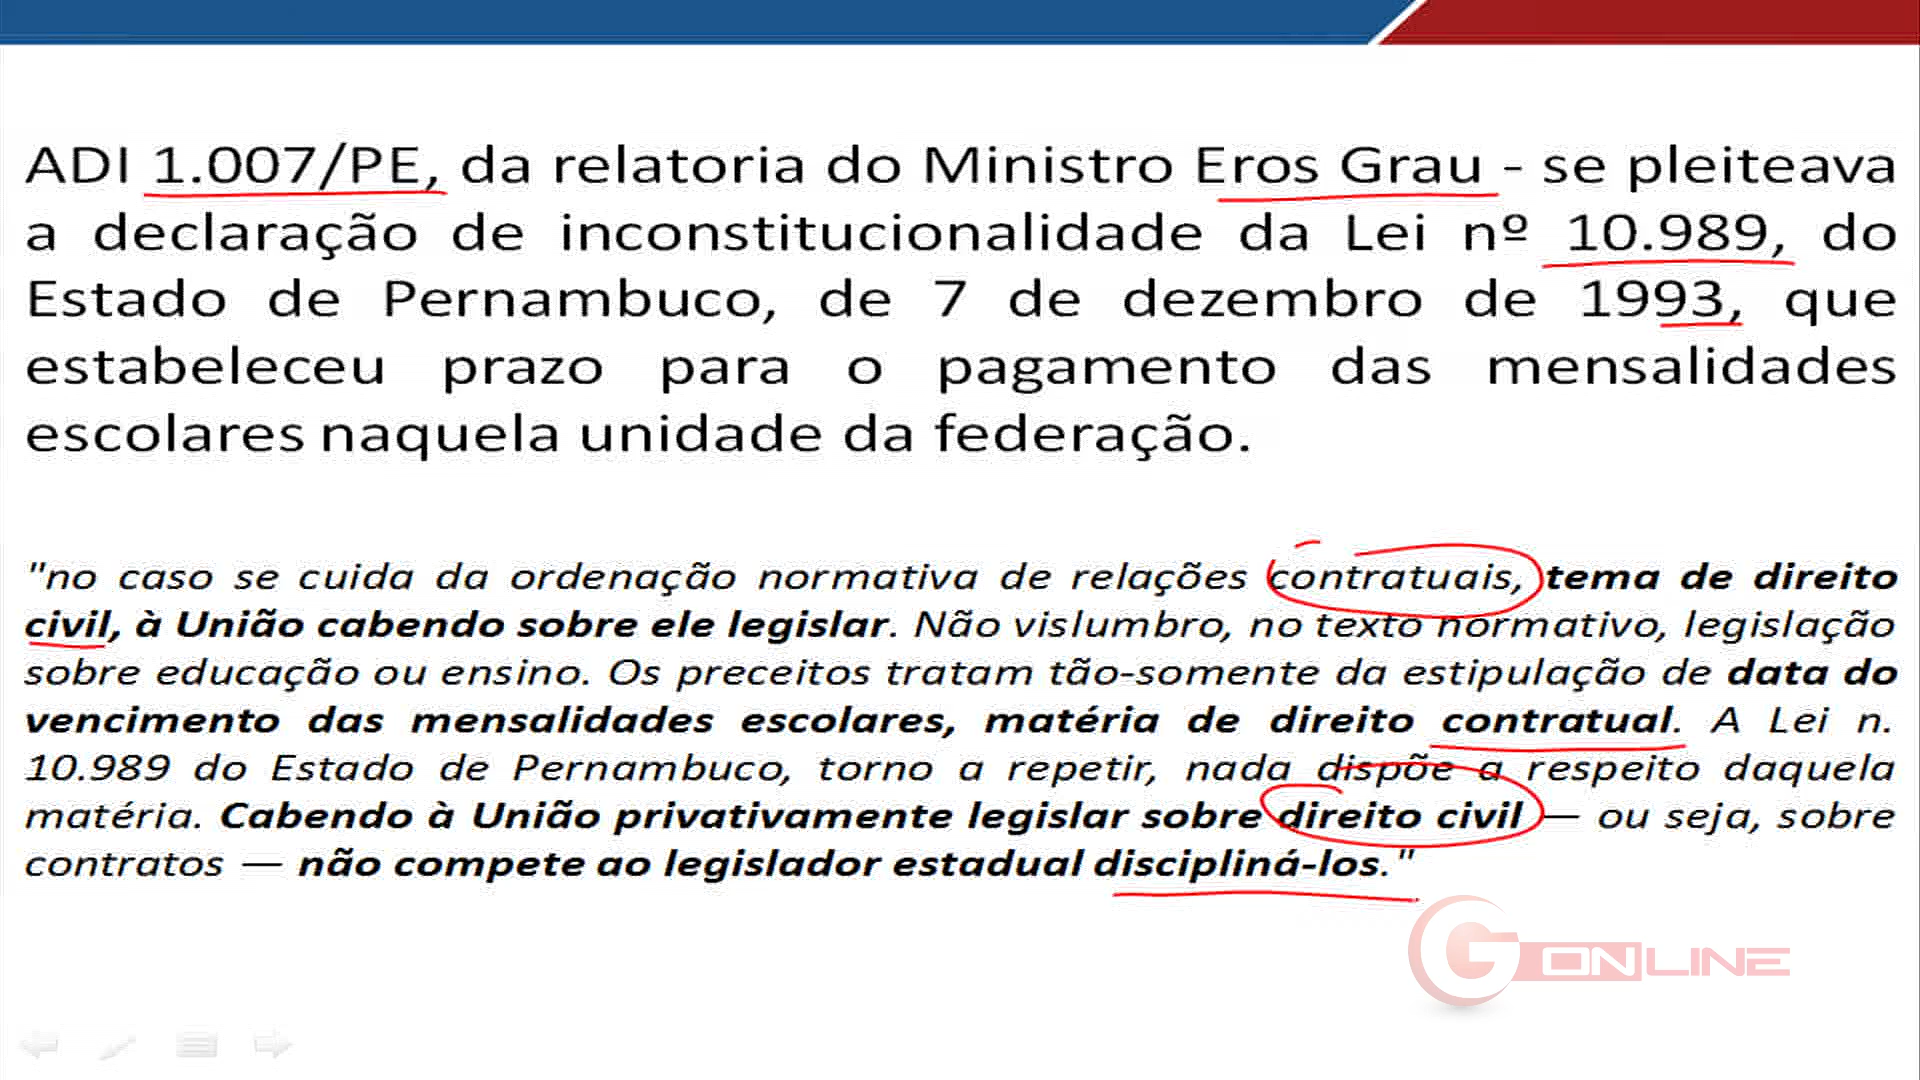 ADI 1.007/PE, da relatoria do Ministro Eros Grau - se pleiteava
a declaração de inconstitucionalidade da Lei nº 10.989, do
Estado de Pernambuco, de 7 de dezembro de 1993, que
estabeleceu prazo para o pagamento das mensalidades
escolares naquela unidade da federação.
"no caso se cuida da ordenação normativa de relações contratuais, tema de direito
civil, à União cabendo sobre ele legislar. Não vislumbro, no texto normativo, legislação
sobre educação ou ensino. Os preceitos tratam tão-somente da estipulação de data do
vencimento das mensalidades escolares, matéria de direito contratual. A Lei n.
10.989 do Estado de Pernambuco, torno a repetir, nada dispõe a respeito daquela
matéria. Cabendo à União privativamente legislar sobre direito civil — ou seja, sobre
contratos — não compete ao legislador estadual discipliná-los."
G ONLINE